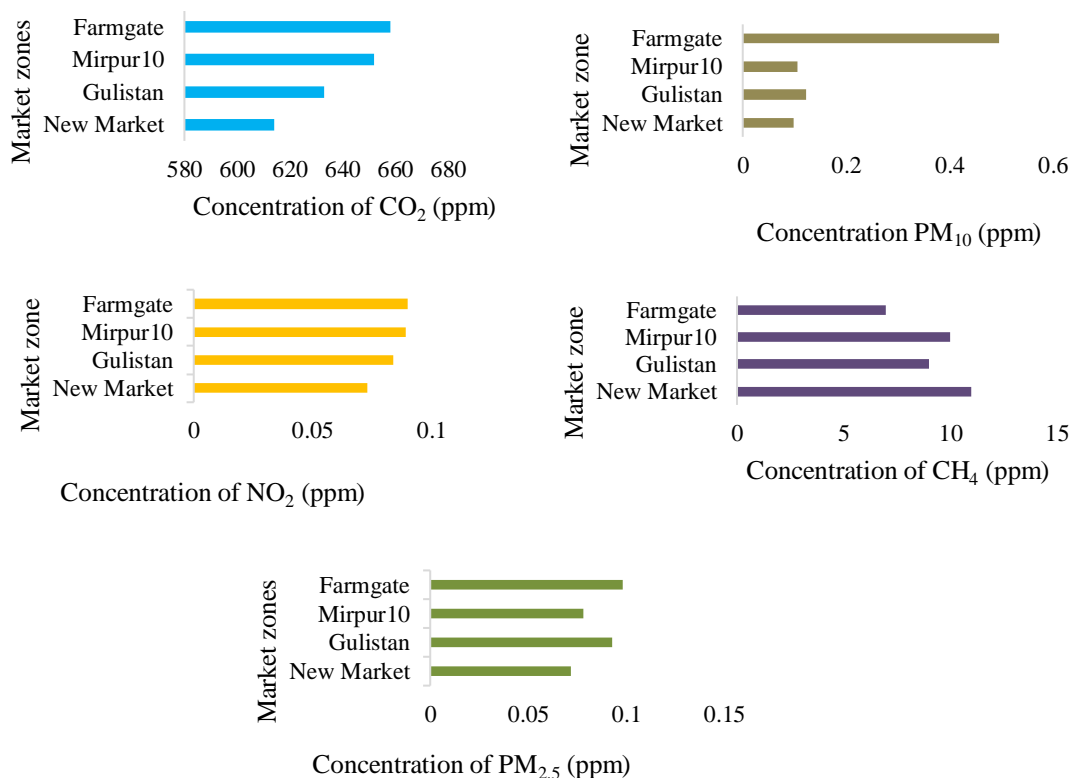 Market zones
Farmgate
Mirpur10
Gulistan
New Market
580 600 620 640 660 680
Concentration of CO₂ (ppm)
Market zone
Farmgate
Mirpur10
Gulistan
New Market
0 0.2 0.4 0.6
Concentration PM₁₀ (ppm)
Market zone
Farmgate
Mirpur10
Gulistan
New Market
0 0.05 0.1
Concentration of NO₂ (ppm)
Market zone
Farmgate
Mirpur10
Gulistan
New Market
0 5 10 15
Concentration of CH₄ (ppm)
Market zones
Farmgate
Mirpur10
Gulistan
New Market
0 0.05 0.1 0.15
Concentration of PM₂.₅ (ppm)